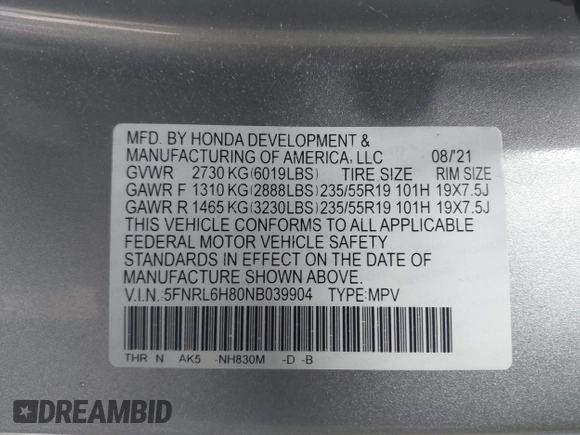 MFD. BY HONDA DEVELOPMENT &
MANUFACTURING OF AMERICA, LLC 08/'21
GVWR 2730 KG(6019LBS) TIRE SIZE RIM SIZE
GAWR F 1310 KG(2888LBS)235/55R19 101H 19X7.5J
GAWR R 1465 KG(3230LBS)235/55R19 101H 19X7.5J
THIS VEHICLE CONFORMS TO ALL APPLICABLE
FEDERAL MOTOR VEHICLE SAFETY
STANDARDS IN EFFECT ON THE DATE OF
MANUFACTURE SHOWN ABOVE.
V.I.N.:5FNRL6H80NB039904 TYPE:MPV
THR N AK5 -NH830M -D -B
DREAMBID